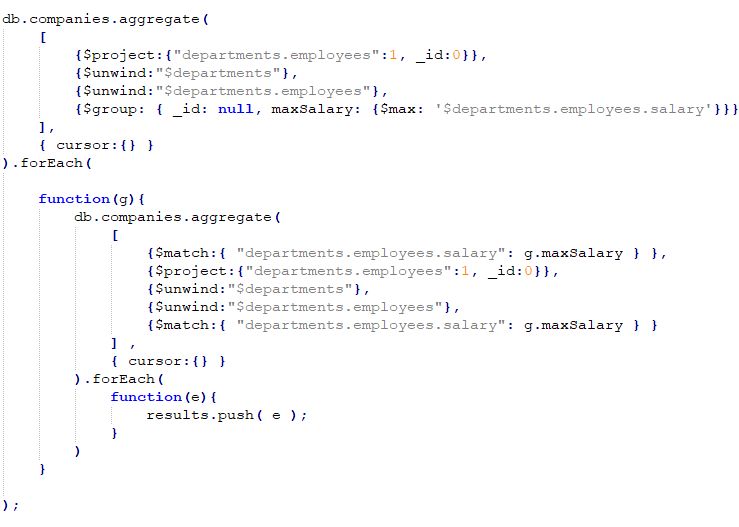 db.companies.aggregate(
    [
        {$project:{"departments.employees":1, _id:0}},
        {$unwind:"$departments"},
        {$unwind:"$departments.employees"},
        {$group: { _id: null, maxSalary: {$max: '$departments.employees.salary'}}}
    ],
    { cursor:{} }
).forEach(
    function(g){
        db.companies.aggregate(
            [
                {$match:{ "departments.employees.salary": g.maxSalary } },
                {$project:{"departments.employees":1, _id:0}},
                {$unwind:"$departments"},
                {$unwind:"$departments.employees"},
                {$match:{ "departments.employees.salary": g.maxSalary } }
            ] ,
            { cursor:{} }
        ).forEach(
            function(e){
                results.push( e );
            }
        )
    }
);